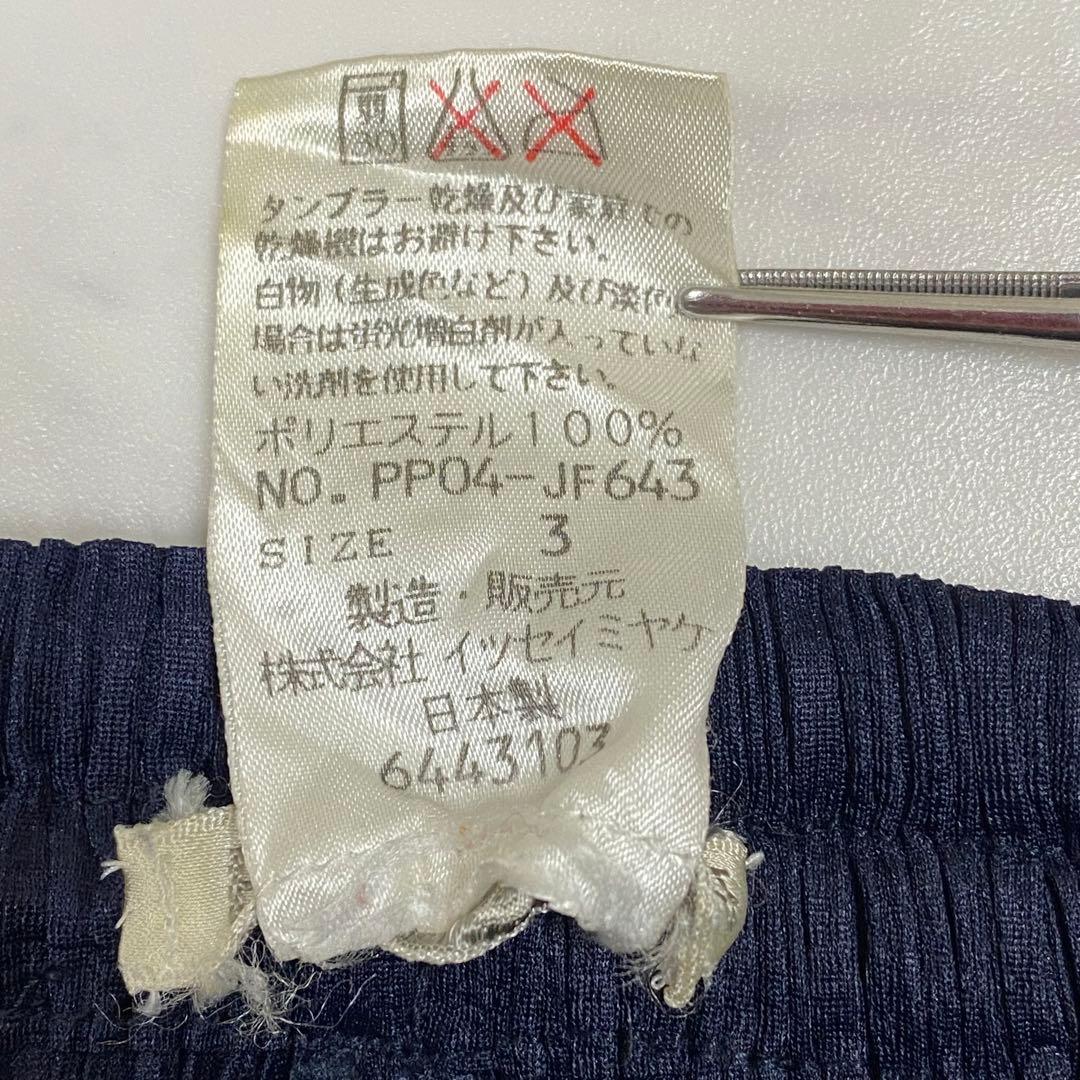 タンブラー乾燥及び家庭での
乾燥機はお避け下さい。
白物(生成色など)及び淡色
場合は蛍光増白剤が入っていな
い洗剤を使用して下さい。
ポリエステル100%
NO. PP04-JF643
SIZE 3
製造・販売元
株式会社イッセイミヤケ
日本製
6443103